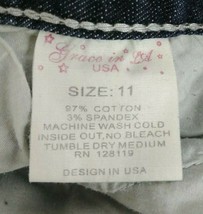 Grace in LA
USA
SIZE: 11
97% COTTON
3% SPANDEX
MACHINE WASH COLD
INSIDE OUT, NO BLEACH
TUMBLE DRY MEDIUM
RN 128119
DESIGN IN USA